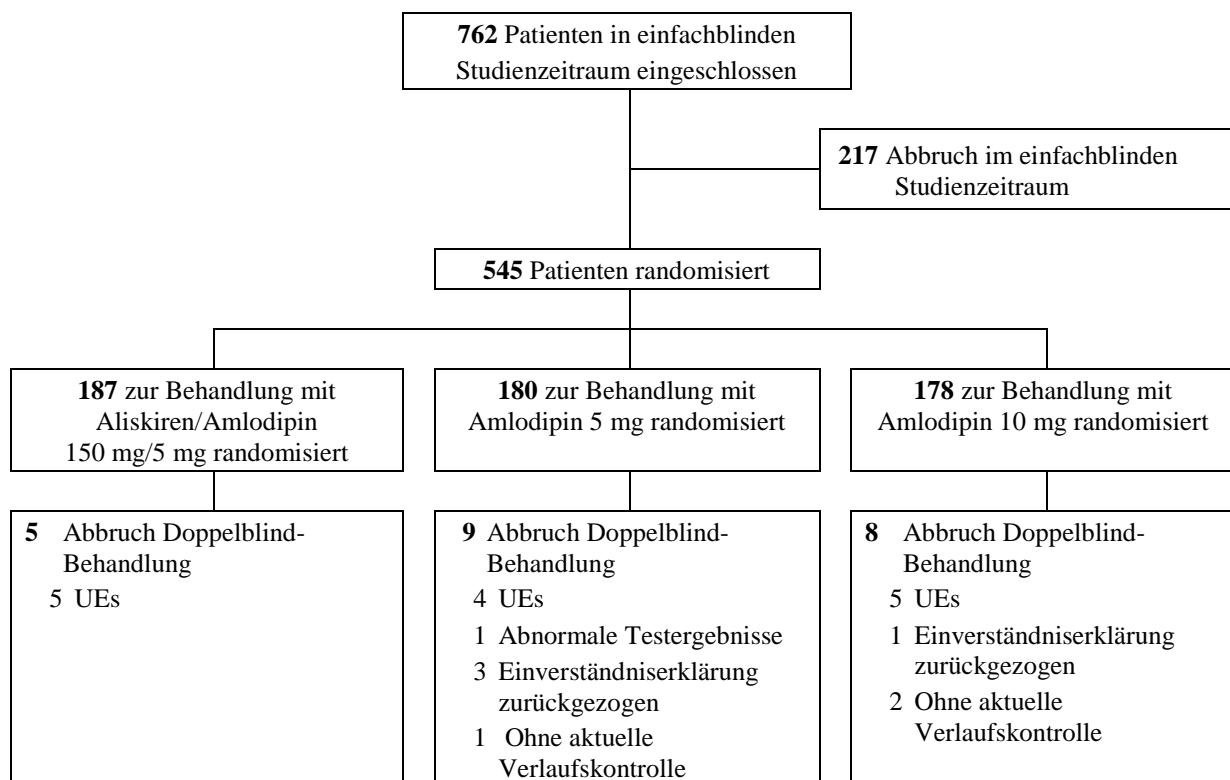 762 Patienten in einfachblinden
Studienzeitraum eingeschlossen
217 Abbruch im einfachblinden
Studienzeitraum
545 Patienten randomisiert
187 zur Behandlung mit
Aliskiren/Amlodipin
150 mg/5 mg randomisiert
180 zur Behandlung mit
Amlodipin 5 mg randomisiert
178 zur Behandlung mit
Amlodipin 10 mg randomisiert
5 Abbruch Doppelblind-
Behandlung
5 UEs
9 Abbruch Doppelblind-
Behandlung
4 UEs
1 Abnormale Testergebnisse
3 Einverständniserklärung
zurückgezogen
1 Ohne aktuelle
Verlaufskontrolle
8 Abbruch Doppelblind-
Behandlung
5 UEs
1 Einverständniserklärung
zurückgezogen
2 Ohne aktuelle
Verlaufskontrolle